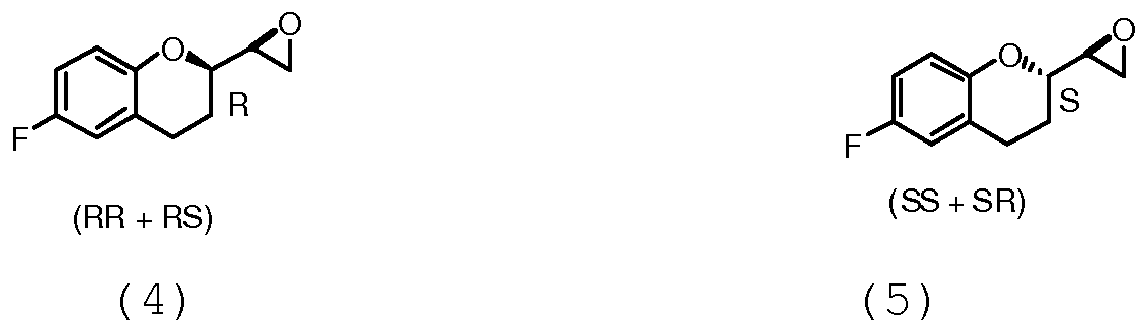 O O
R
F
(RR + RS)
(4)
O O
S
F
(SS + SR)
(5)